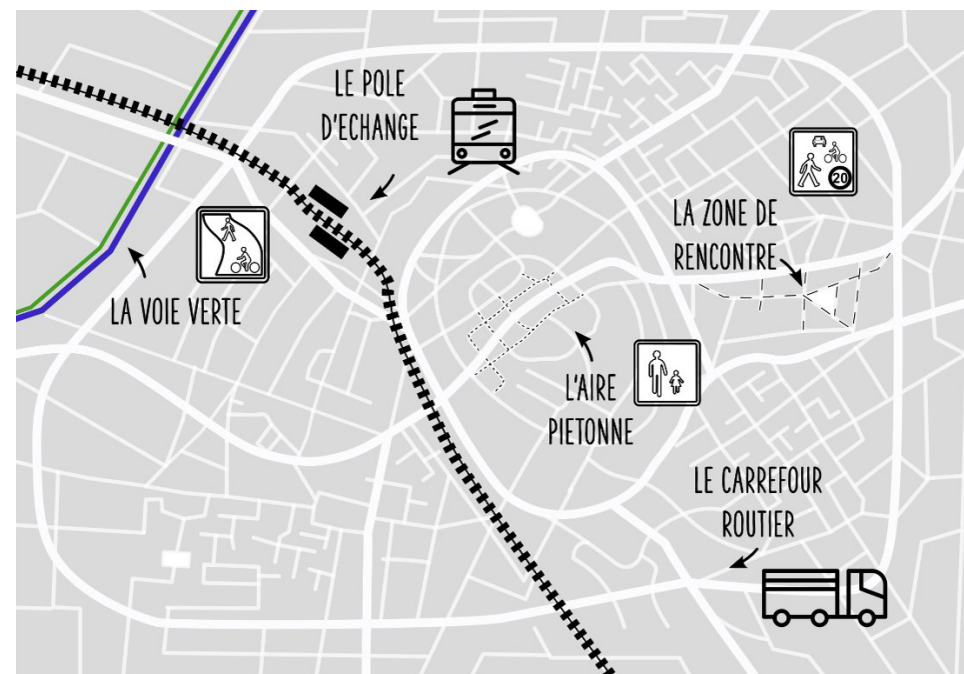 LE POLE
D'ECHANGE
20
LA ZONE DE
RENCONTRE
LA VOIE VERTE
L'AIRE
PIETONNE
LE CARREFOUR
ROUTIER